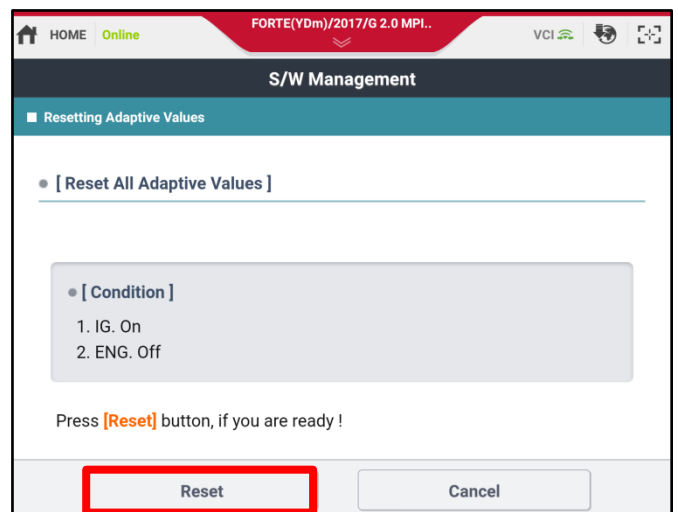 HOME Online FORTE(YDm)/2017/G 2.0 MPI.. VCI
S/W Management
Resetting Adaptive Values
[ Reset All Adaptive Values ]
[ Condition ]
1. IG. On
2. ENG. Off
Press [Reset] button, if you are ready !
Reset Cancel